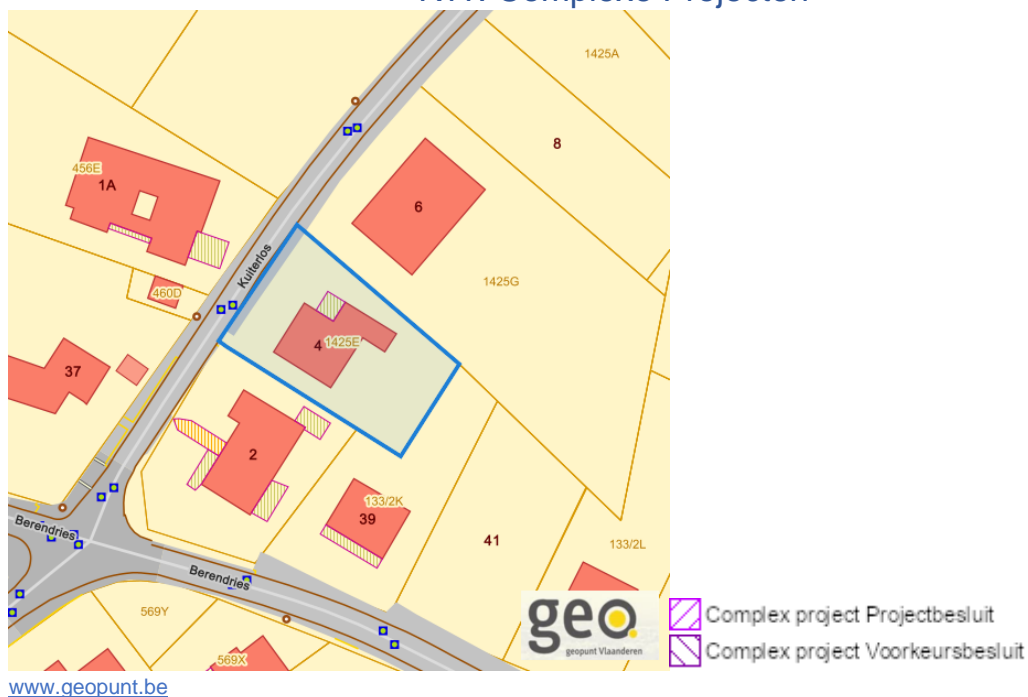 1425A
8
456E
1A
6
Kuiterlos
1425G
460D
4 1425E
37
2
133/2K
39
41
Berendries
133/2L
Berendries
569Y
569X
geo
geopunt Vlaanderen
Complex project Projectbesluit
Complex project Voorkeursbesluit
www.geopunt.be